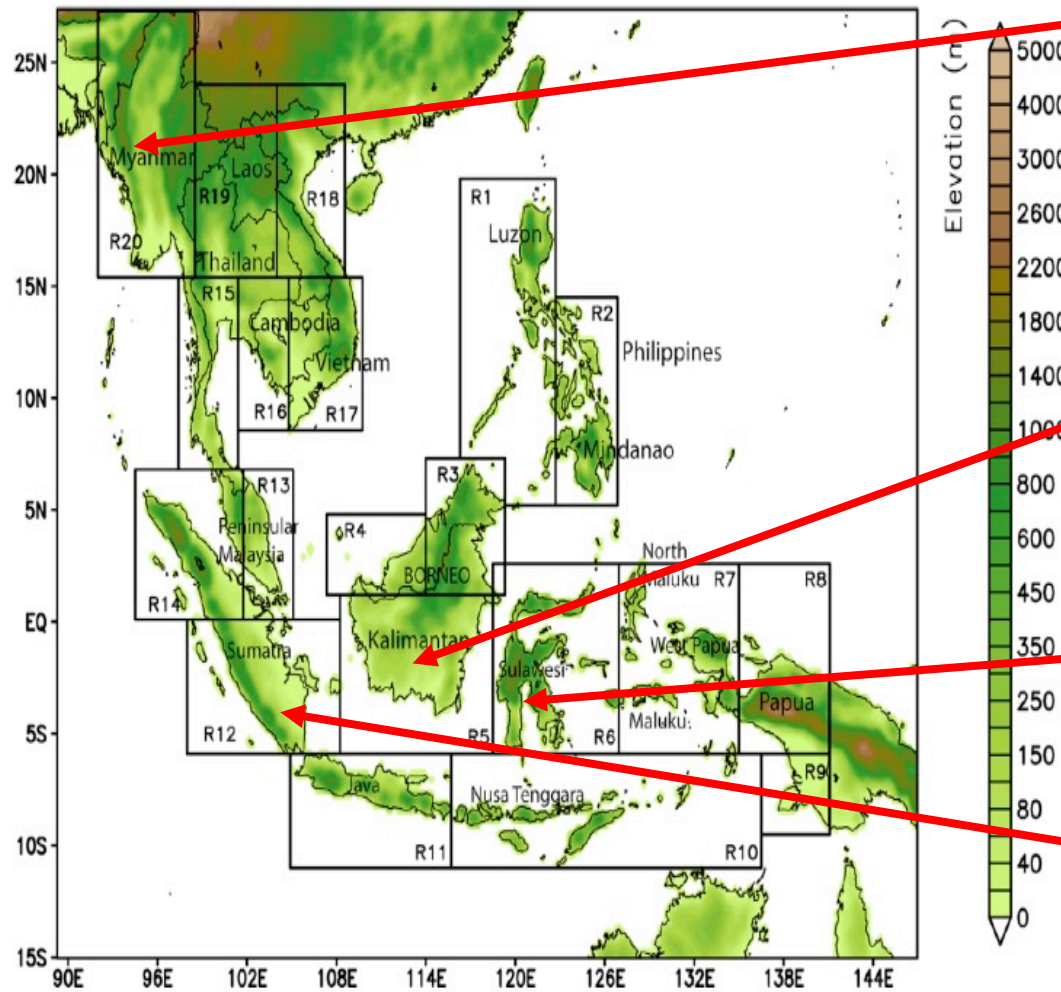 Elevation (m)
5000
4000
3000
2600
2200
1800
1400
1000
800
600
450
350
250
150
80
40
0
25N
20N
15N
10N
5N
EQ
5S
10S
15S
90E
96E
102E
108E
114E
120E
126E
132E
138E
144E
Myanmar
Laos
R19
R18
R1
R20
Thailand
Luzon
R15
R2
Cambodia
Philippines
Vietnam
R16
R17
Mindanao
R3
R13
R4
Peninsular
Malaysia
North
Maluku
R7
R8
BORNEO
R14
Kalimantan
Sumatra
West Papua
Sulawesi
Papua
Maluku
R12
R5
R6
R9
Java
Nusa Tenggara
R11
R10